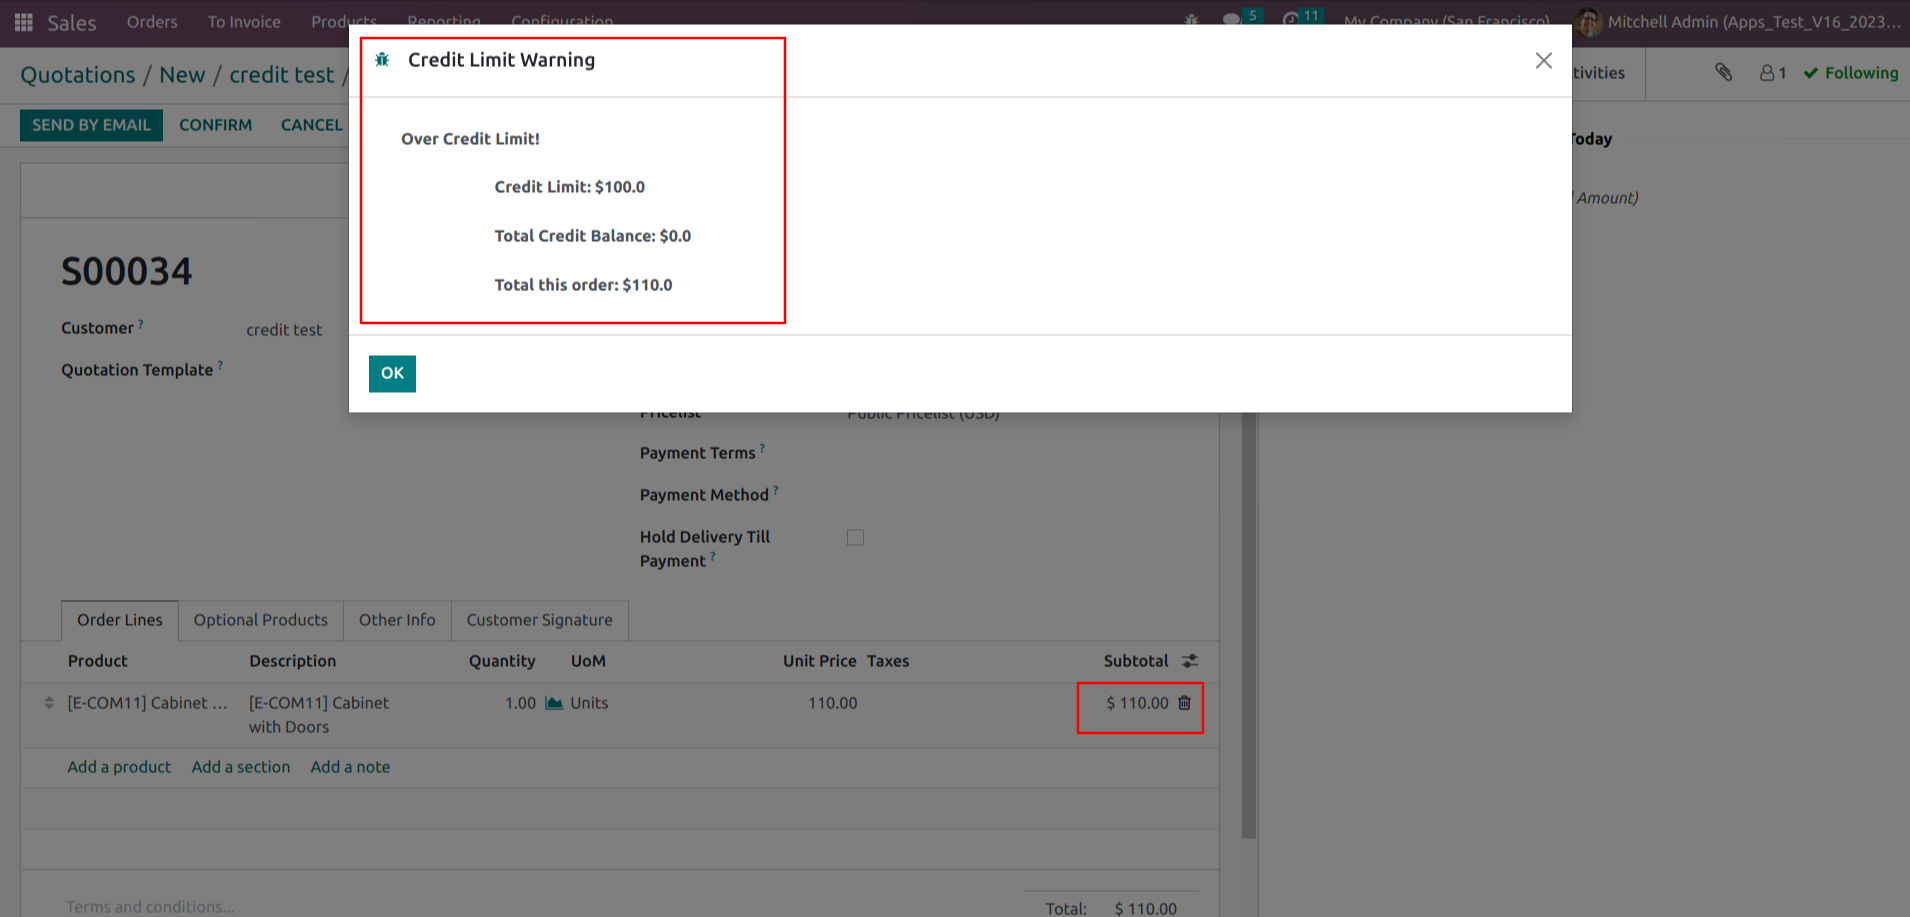 Sales Orders To Invoice Products Reporting Configuration 5 11 My Company (San Francisco) Mitchell Admin (Apps_Test_V16_2023...
Quotations / New / credit test /
tivities 1 Following
SEND BY EMAIL CONFIRM CANCEL
Credit Limit Warning
Over Credit Limit!
Credit Limit: $100.0
Total Credit Balance: $0.0
Total this order: $110.0
OK
Today
Amount)
S00034
Customer ? credit test
Quotation Template ?
Pricelist Public Pricelist (USD)
Payment Terms ?
Payment Method ?
Hold Delivery Till
Payment ?
Order Lines Optional Products Other Info Customer Signature
Product Description Quantity UoM Unit Price Taxes Subtotal
[E-COM11] Cabinet ... [E-COM11] Cabinet 1.00 Units 110.00 $ 110.00
with Doors
Add a product Add a section Add a note
Terms and conditions...
Total: $ 110.00